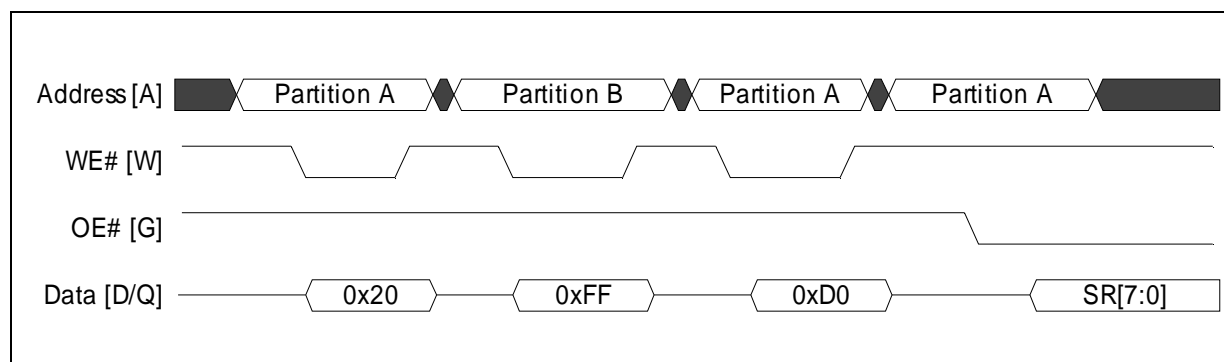 Address [A] Partition A Partition B Partition A Partition A
WE# [W]
OE# [G]
Data [D/Q] 0x20 0xFF 0xD0 SR[7:0]